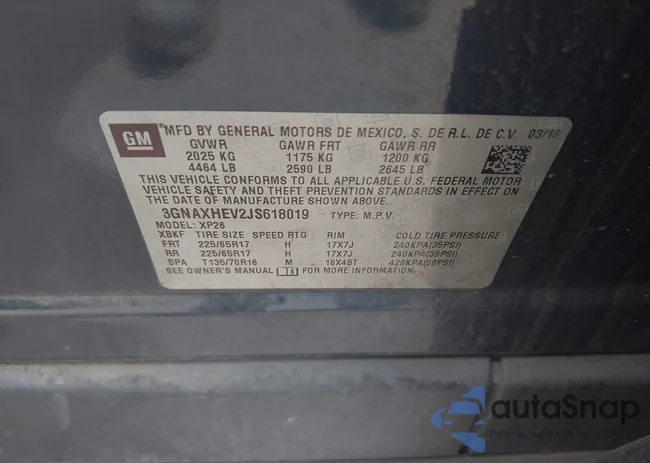 GM
MFD BY GENERAL MOTORS DE MEXICO, S. DE R.L. DE C.V. 03/18
GVWR GAWR FRT GAWR RR
2025 KG 1175 KG 1200 KG
4464 LB 2590 LB 2645 LB
THIS VEHICLE CONFORMS TO ALL APPLICABLE U.S. FEDERAL MOTOR
VEHICLE SAFETY AND THEFT PREVENTION STANDARDS IN EFFECT ON
THE DATE OF MANUFACTURE SHOWN ABOVE.
3GNAXHEV2JS618019 TYPE: M.P.V.
MODEL: XP26
XBKF TIRE SIZE SPEED RTG RIM COLD TIRE PRESSURE
FRT 225/65R17 H 17X7J 240KPA(35PSI)
RR 225/65R17 H 17X7J 240KPA(35PSI)
SPA T135/70R16 M 16X4BT 420KPA(60PSI)
SEE OWNER'S MANUAL FOR MORE INFORMATION.
autaSnap